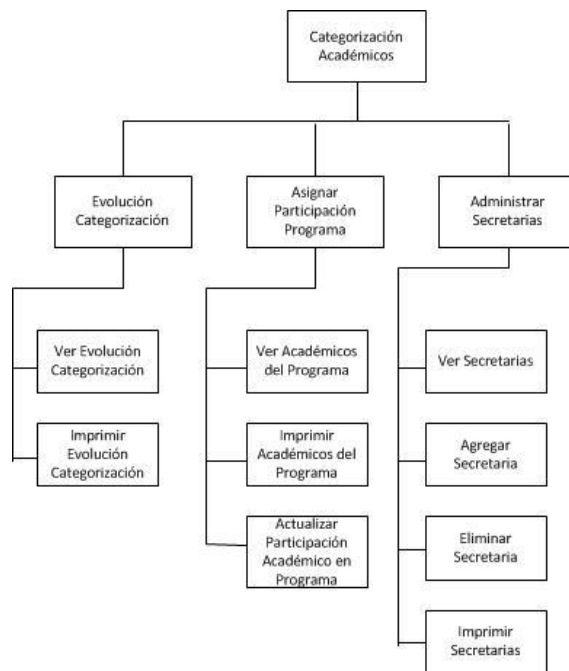 Categorización
Académicos
Evolución
Categorización
Asignar
Participación
Programa
Administrar
Secretarias
Ver Evolución
Categorización
Imprimir
Evolución
Categorización
Ver Académicos
del Programa
Imprimir
Académicos del
Programa
Actualizar
Participación
Académico en
Programa
Ver Secretarias
Agregar
Secretaria
Eliminar
Secretaria
Imprimir
Secretarias